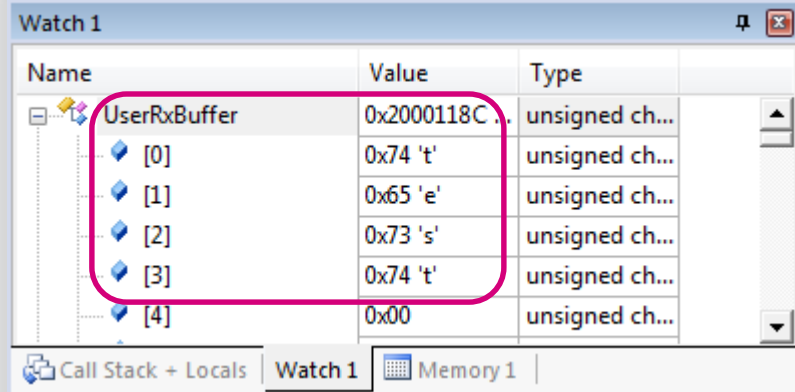 Watch 1
Name Value Type
UserRxBuffer 0x2000118C ... unsigned ch...
[0] 0x74 't' unsigned ch...
[1] 0x65 'e' unsigned ch...
[2] 0x73 's' unsigned ch...
[3] 0x74 't' unsigned ch...
[4] 0x00 unsigned ch...
Call Stack + Locals Watch 1 Memory 1